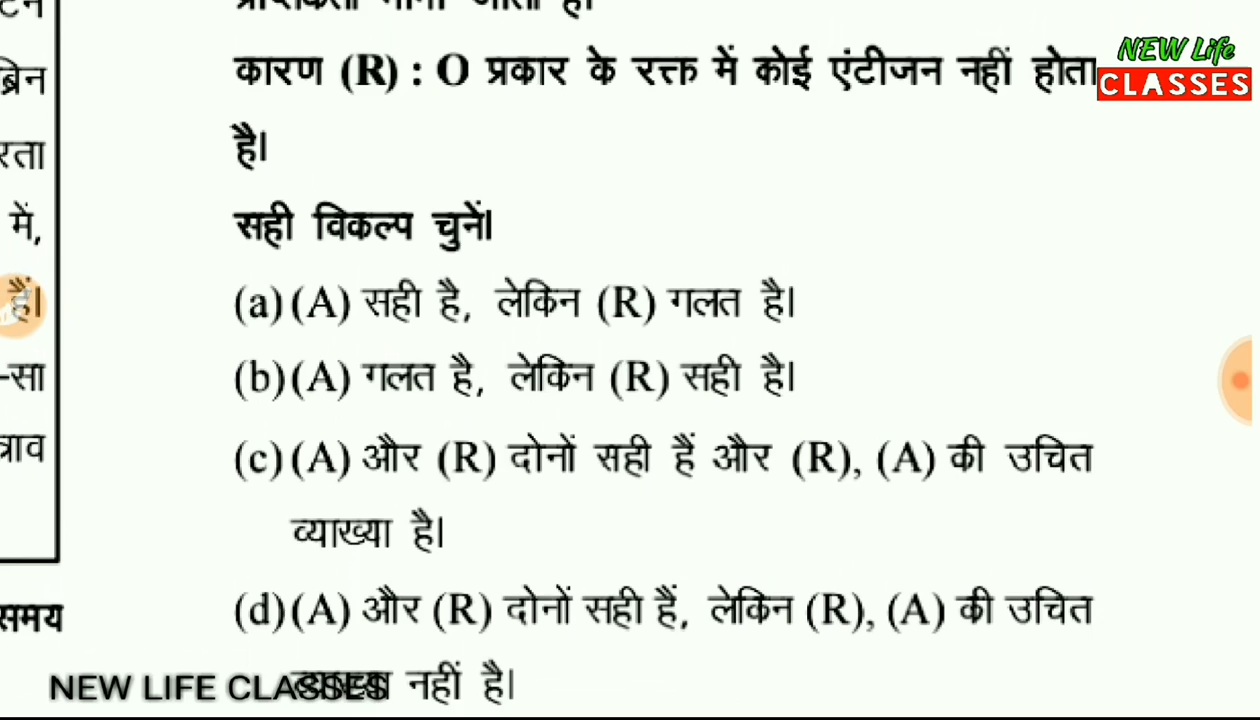 कारण (R) : O प्रकार के रक्त में कोई एंटीजन नहीं होता
है।
सही विकल्प चुनें।
(a) (A) सही है, लेकिन (R) गलत है।
(b) (A) गलत है, लेकिन (R) सही है।
(c) (A) और (R) दोनों सही हैं और (R), (A) की उचित
व्याख्या है।
(d) (A) और (R) दोनों सही हैं, लेकिन (R), (A) की उचित
व्याख्या नहीं है।
रता
में,
हैं।
-सा
त्राव
समय
NEW Life
CLASSES
NEW LIFE CLASSES